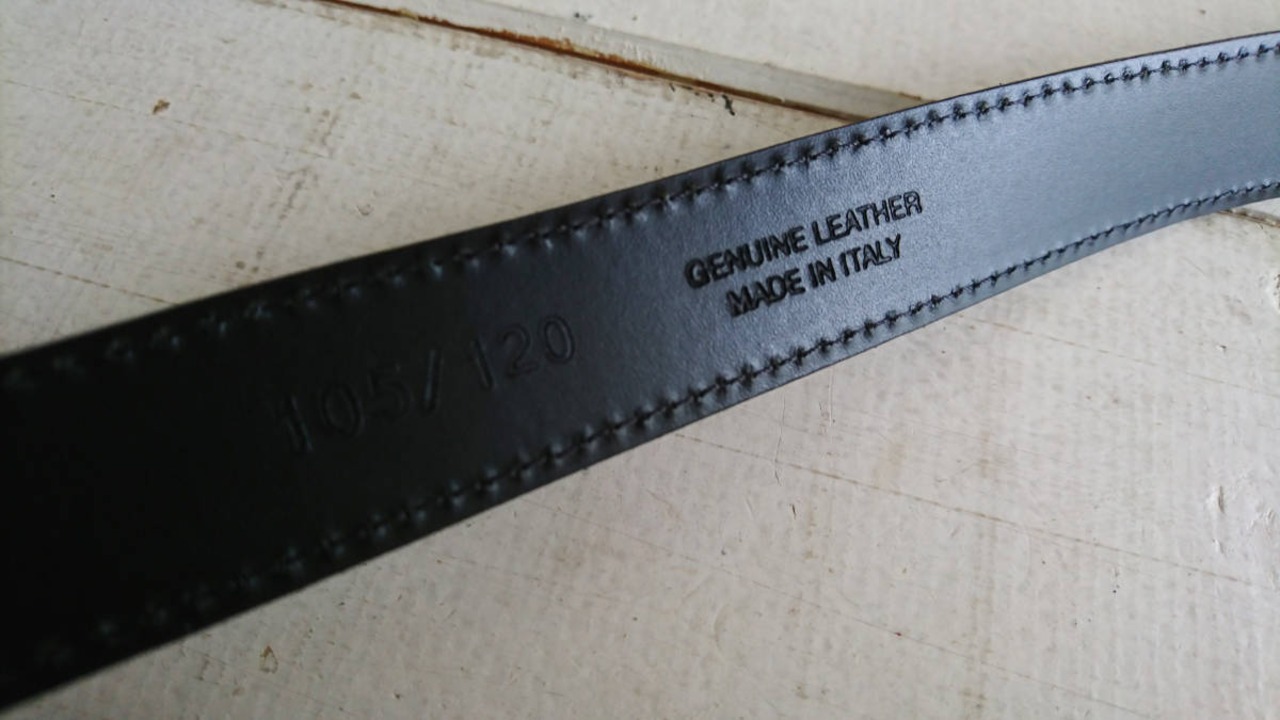 105/120
GENUINE LEATHER
MADE IN ITALY